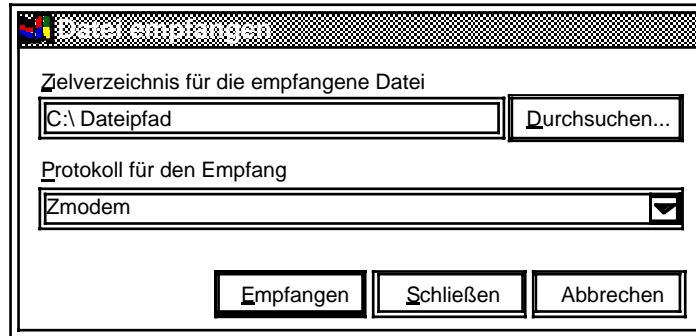 Datei empfangen
Zielverzeichnis für die empfangene Datei
C:\ Dateipfad
Durchsuchen...
Protokoll für den Empfang
Zmodem
Empfangen
Schließen
Abbrechen